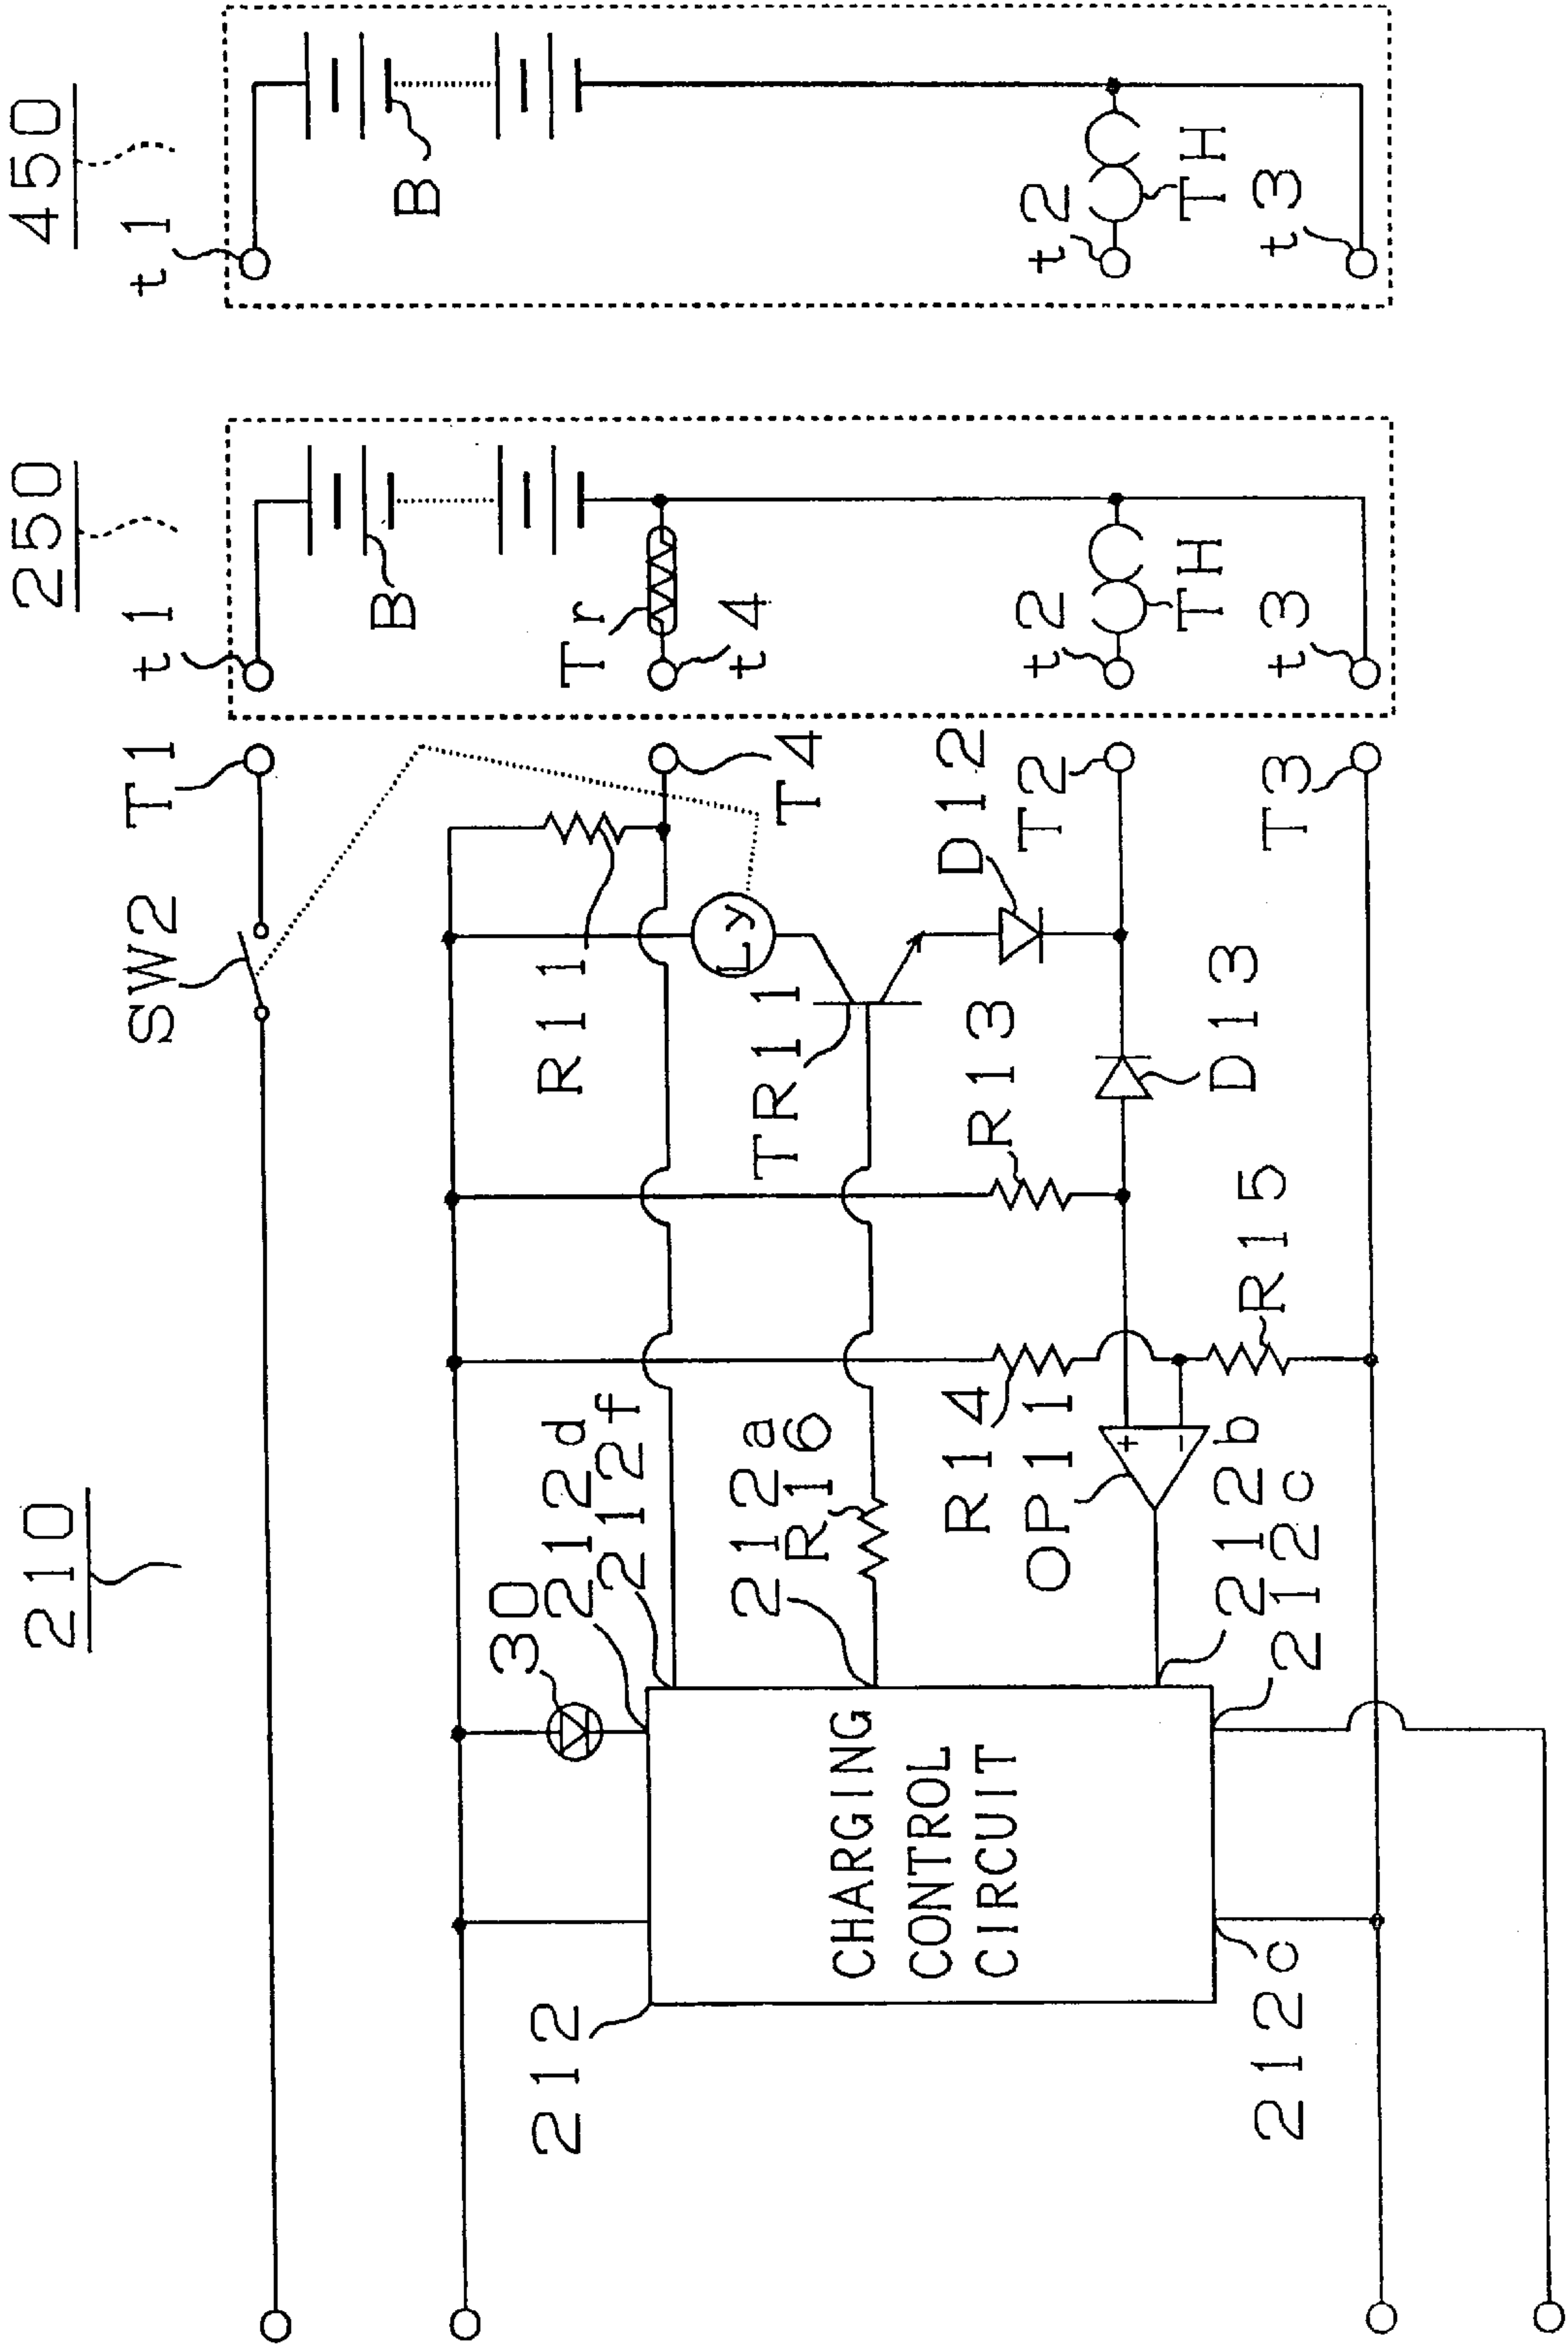 210
250
450
SW2
T1
t1
t1
B
B
R11
Tr
t4
T4
Ly
TR11
R13
D12
D13
T2
t2
TH
t2
TH
T3
t3
t3
30
212d
212f
212a
R16
R14
OP11
+
-
R15
212b
212c
212
CHARGING
CONTROL
CIRCUIT
212c